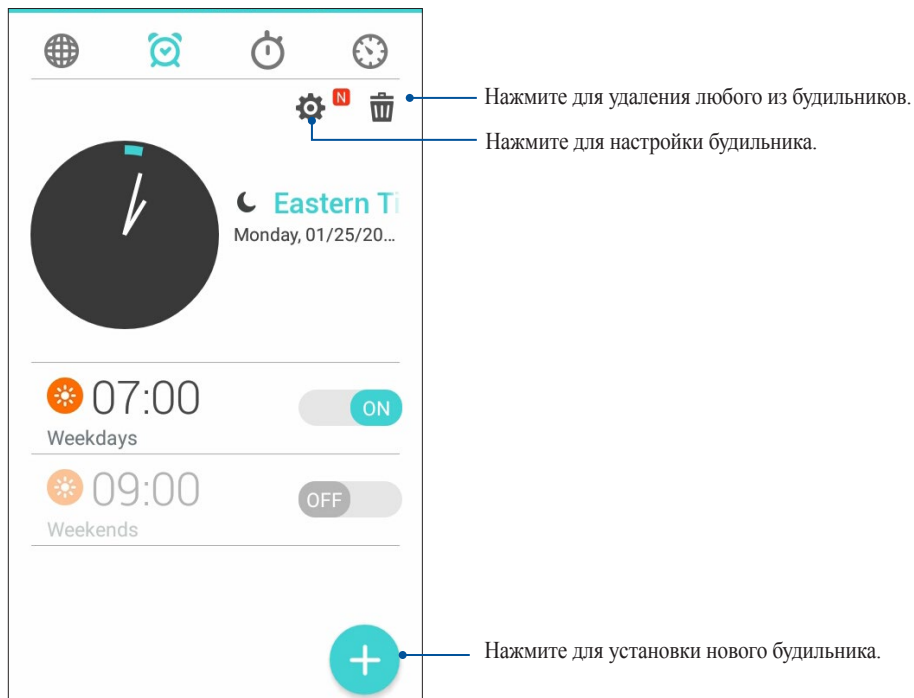 N
Нажмите для удаления любого из будильников.
Нажмите для настройки будильника.
Eastern Ti
Monday, 01/25/20...
07:00
ON
Weekdays
09:00
OFF
Weekends
Нажмите для установки нового будильника.